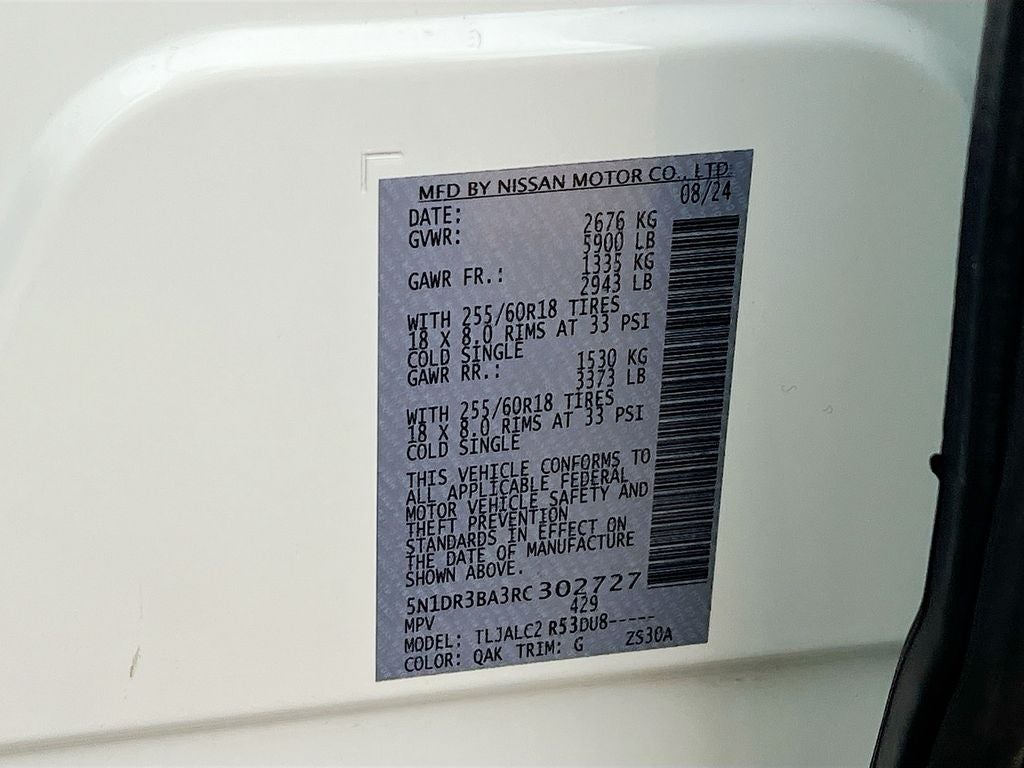 MFD BY NISSAN MOTOR CO., LTD.
DATE: 08/24
GVWR: 2676 KG
5900 LB
GAWR FR.: 1335 KG
2943 LB
WITH 255/60R18 TIRES
18 X 8.0 RIMS AT 33 PSI
COLD SINGLE
GAWR RR.: 1530 KG
3373 LB
WITH 255/60R18 TIRES
18 X 8.0 RIMS AT 33 PSI
COLD SINGLE
THIS VEHICLE CONFORMS TO
ALL APPLICABLE FEDERAL
MOTOR VEHICLE SAFETY AND
THEFT PREVENTION
STANDARDS IN EFFECT ON
THE DATE OF MANUFACTURE
SHOWN ABOVE.
5N1DR3BA3RC302727
MPV 429
MODEL: TLJALC2 R53DU8-----
COLOR: QAK TRIM: G ZS30A